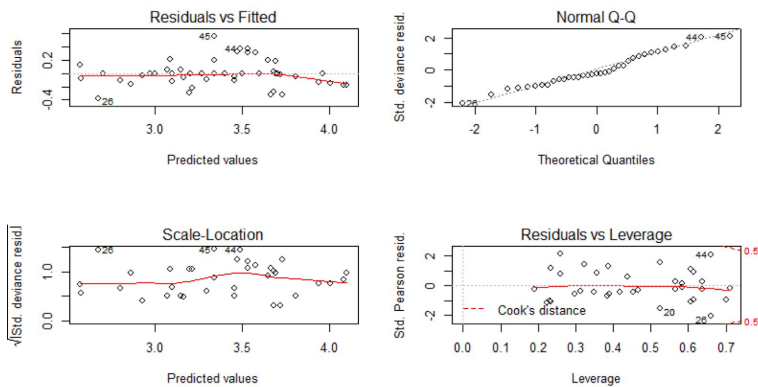 Residuals vs Fitted
Residuals
0.2
-0.4
45
44
26
3.0 3.5 4.0
Predicted values
Normal Q-Q
Std. deviance resid.
2
0
-2
44
45
26
-2 -1 0 1 2
Theoretical Quantiles
Scale-Location
√|Std. deviance resid|
1.0
0.0
26
45
44
3.0 3.5 4.0
Predicted values
Residuals vs Leverage
Std. Pearson resid.
2
0
-2
44
20
26
0.5
0.5
Cook's distance
0.0 0.1 0.2 0.3 0.4 0.5 0.6 0.7
Leverage